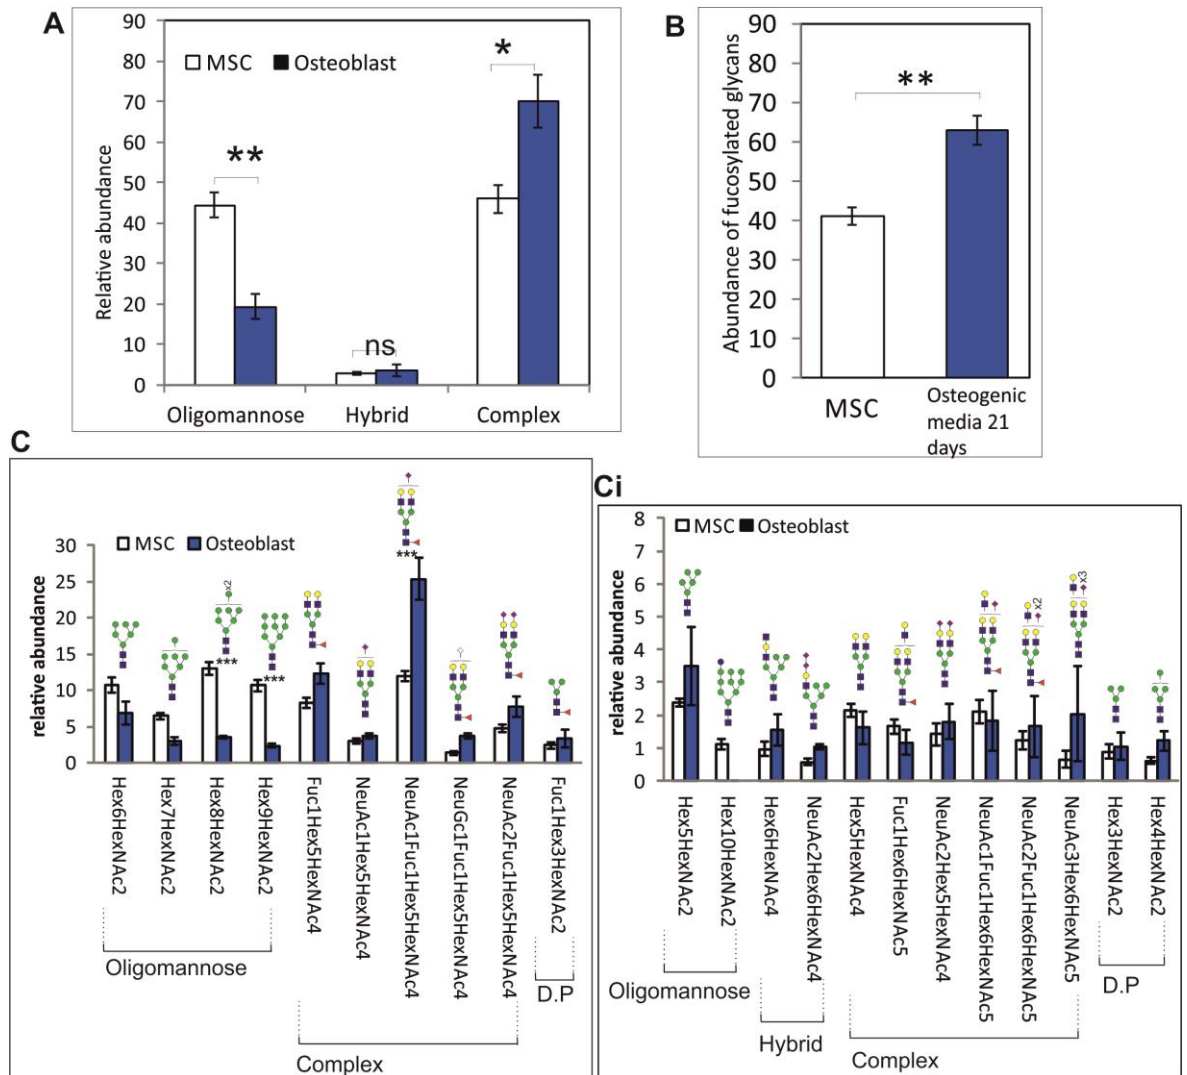 A
90
80
70
60
50
40
30
20
10
0
Relative abundance
MSC Osteoblast
**
ns
*
Oligomannose Hybrid Complex
B
90
80
70
60
50
40
30
20
10
0
Abundance of fucosylated glycans
**
MSC
Osteogenic
media 21
days
C
30
25
20
15
10
5
0
relative abundance
MSC Osteoblast
x2
***
***
***
Hex6HexNAc2
Hex7HexNAc2
Hex8HexNAc2
Hex9HexNAc2
Fuc1Hex5HexNAc4
NeuAc1Hex5HexNAc4
NeuAc1Fuc1Hex5HexNAc4
NeuGc1Fuc1Hex5HexNAc4
NeuAc2Fuc1Hex5HexNAc4
Fuc1Hex3HexNAc2
Oligomannose
Complex
D.P
Ci
8
7
6
5
4
3
2
1
0
relative abundance
MSC Osteoblast
x2
x3
Hex5HexNAc2
Hex10HexNAc2
Hex6HexNAc4
NeuAc2Hex6HexNAc4
Hex5HexNAc4
Fuc1Hex6HexNAc5
NeuAc2Hex5HexNAc4
NeuAc1Fuc1Hex6HexNAc5
NeuAc2Fuc1Hex6HexNAc5
NeuAc3Hex6HexNAc5
Hex3HexNAc2
Hex4HexNAc2
Oligomannose
Hybrid
Complex
D.P